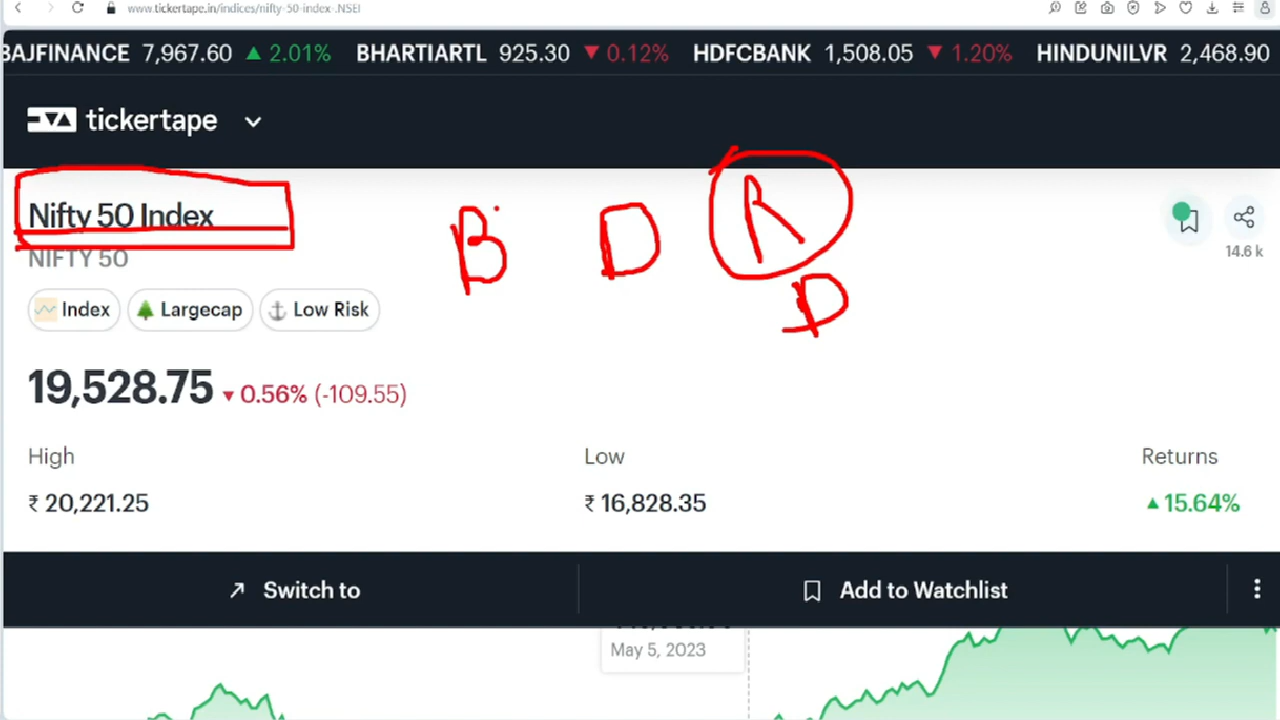 www.tickertape.in/indices/nifty-50-index-.NSEI
BAJFINANCE 7,967.60 ▲ 2.01% BHARTIARTL 925.30 ▼ 0.12% HDFCBANK 1,508.05 ▼ 1.20% HINDUNILVR 2,468.90
tickertape
Nifty 50 Index
B D R
NIFTY 50
14.6 k
D
Index Largecap Low Risk
19,528.75 ▼ 0.56% (-109.55)
High Low Returns
₹ 20,221.25 ₹ 16,828.35 ▲ 15.64%
Switch to Add to Watchlist
May 5, 2023